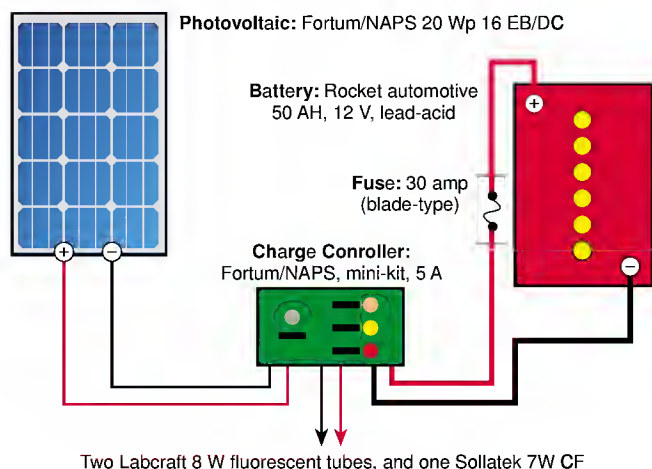 Photovoltaic: Fortum/NAPS 20 Wp 16 EB/DC
Battery: Rocket automotive
50 AH, 12 V, lead-acid
+
Fuse: 30 amp
(blade-type)
+
−
Charge Conroller:
Fortum/NAPS, mini-kit, 5 A
−
Two Labcraft 8 W fluorescent tubes, and one Sollatek 7W CF